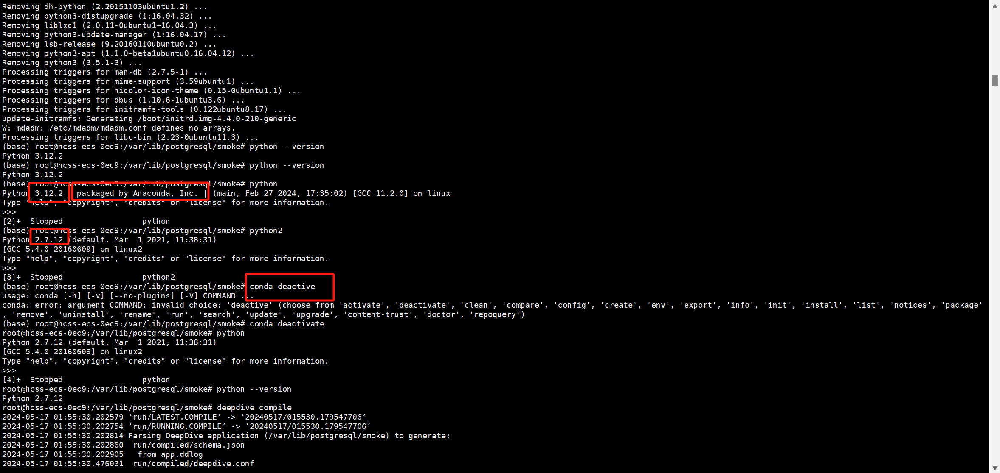 Removing dh-python (2.20151103ubuntu1.2) ...
Removing python3-distupgrade (1:16.04.32) ...
Removing liblxc1 (2.0.11-0ubuntu1~16.04.3) ...
Removing python3-update-manager (1:16.04.17) ...
Removing lsb-release (9.20160110ubuntu0.2) ...
Removing python3-apt (1.1.0~beta1ubuntu0.16.04.12) ...
Removing python3 (3.5.1-3) ...
Processing triggers for man-db (2.7.5-1) ...
Processing triggers for mime-support (3.59ubuntu1) ...
Processing triggers for hicolor-icon-theme (0.15-0ubuntu1.1) ...
Processing triggers for dbus (1.10.6-1ubuntu3.6) ...
Processing triggers for initramfs-tools (0.122ubuntu8.17) ...
update-initramfs: Generating /boot/initrd.img-4.4.0-210-generic
W: mdadm: /etc/mdadm/mdadm.conf defines no arrays.
Processing triggers for libc-bin (2.23-0ubuntu11.3) ...
(base) root@hcss-ecs-0ec9:/var/lib/postgresql/smoke# python --version
Python 3.12.2
(base) root@hcss-ecs-0ec9:/var/lib/postgresql/smoke# python --version
Python 3.12.2
(base) root@hcss-ecs-0ec9:/var/lib/postgresql/smoke# python
Python 3.12.2 | packaged by Anaconda, Inc. | (main, Feb 27 2024, 17:35:02) [GCC 11.2.0] on linux
Type "help", "copyright", "credits" or "license" for more information.
>>>
[2]+  Stopped                 python
(base) root@hcss-ecs-0ec9:/var/lib/postgresql/smoke# python2
Python 2.7.12 (default, Mar  1 2021, 11:38:31)
[GCC 5.4.0 20160609] on linux2
Type "help", "copyright", "credits" or "license" for more information.
>>>
[3]+  Stopped                 python2
(base) root@hcss-ecs-0ec9:/var/lib/postgresql/smoke# conda deactive
usage: conda [-h] [-v] [--no-plugins] [-V] COMMAND ...
conda: error: argument COMMAND: invalid choice: 'deactive' (choose from 'activate', 'deactivate', 'clean', 'compare', 'config', 'create', 'env', 'export', 'info', 'init', 'install', 'list', 'notices', 'package'
, 'remove', 'uninstall', 'rename', 'run', 'search', 'update', 'upgrade', 'content-trust', 'doctor', 'repoquery')
(base) root@hcss-ecs-0ec9:/var/lib/postgresql/smoke# conda deactivate
root@hcss-ecs-0ec9:/var/lib/postgresql/smoke# python
Python 2.7.12 (default, Mar  1 2021, 11:38:31)
[GCC 5.4.0 20160609] on linux2
Type "help", "copyright", "credits" or "license" for more information.
>>>
[4]+  Stopped                 python
root@hcss-ecs-0ec9:/var/lib/postgresql/smoke# python --version
Python 2.7.12
root@hcss-ecs-0ec9:/var/lib/postgresql/smoke# deepdive compile
2024-05-17 01:55:30.202579 ‘run/LATEST.COMPILE’ -> ‘20240517/015530.179547706’
2024-05-17 01:55:30.202754 ‘run/RUNNING.COMPILE’ -> ‘20240517/015530.179547706’
2024-05-17 01:55:30.202814 Parsing DeepDive application (/var/lib/postgresql/smoke) to generate:
2024-05-17 01:55:30.202860  run/compiled/schema.json
2024-05-17 01:55:30.202905   from app.ddlog
2024-05-17 01:55:30.476031  run/compiled/deepdive.conf